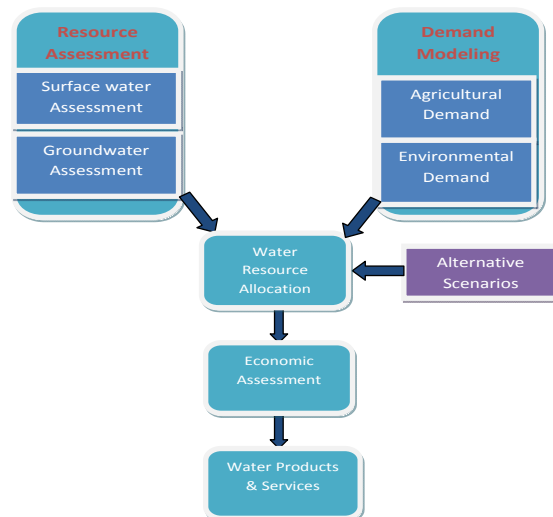 Resource
Assessment
Surface water
Assessment
Groundwater
Assessment
Demand
Modeling
Agricultural
Demand
Environmental
Demand
Water
Resource
Allocation
Alternative
Scenarios
Economic
Assessment
Water Products
& Services